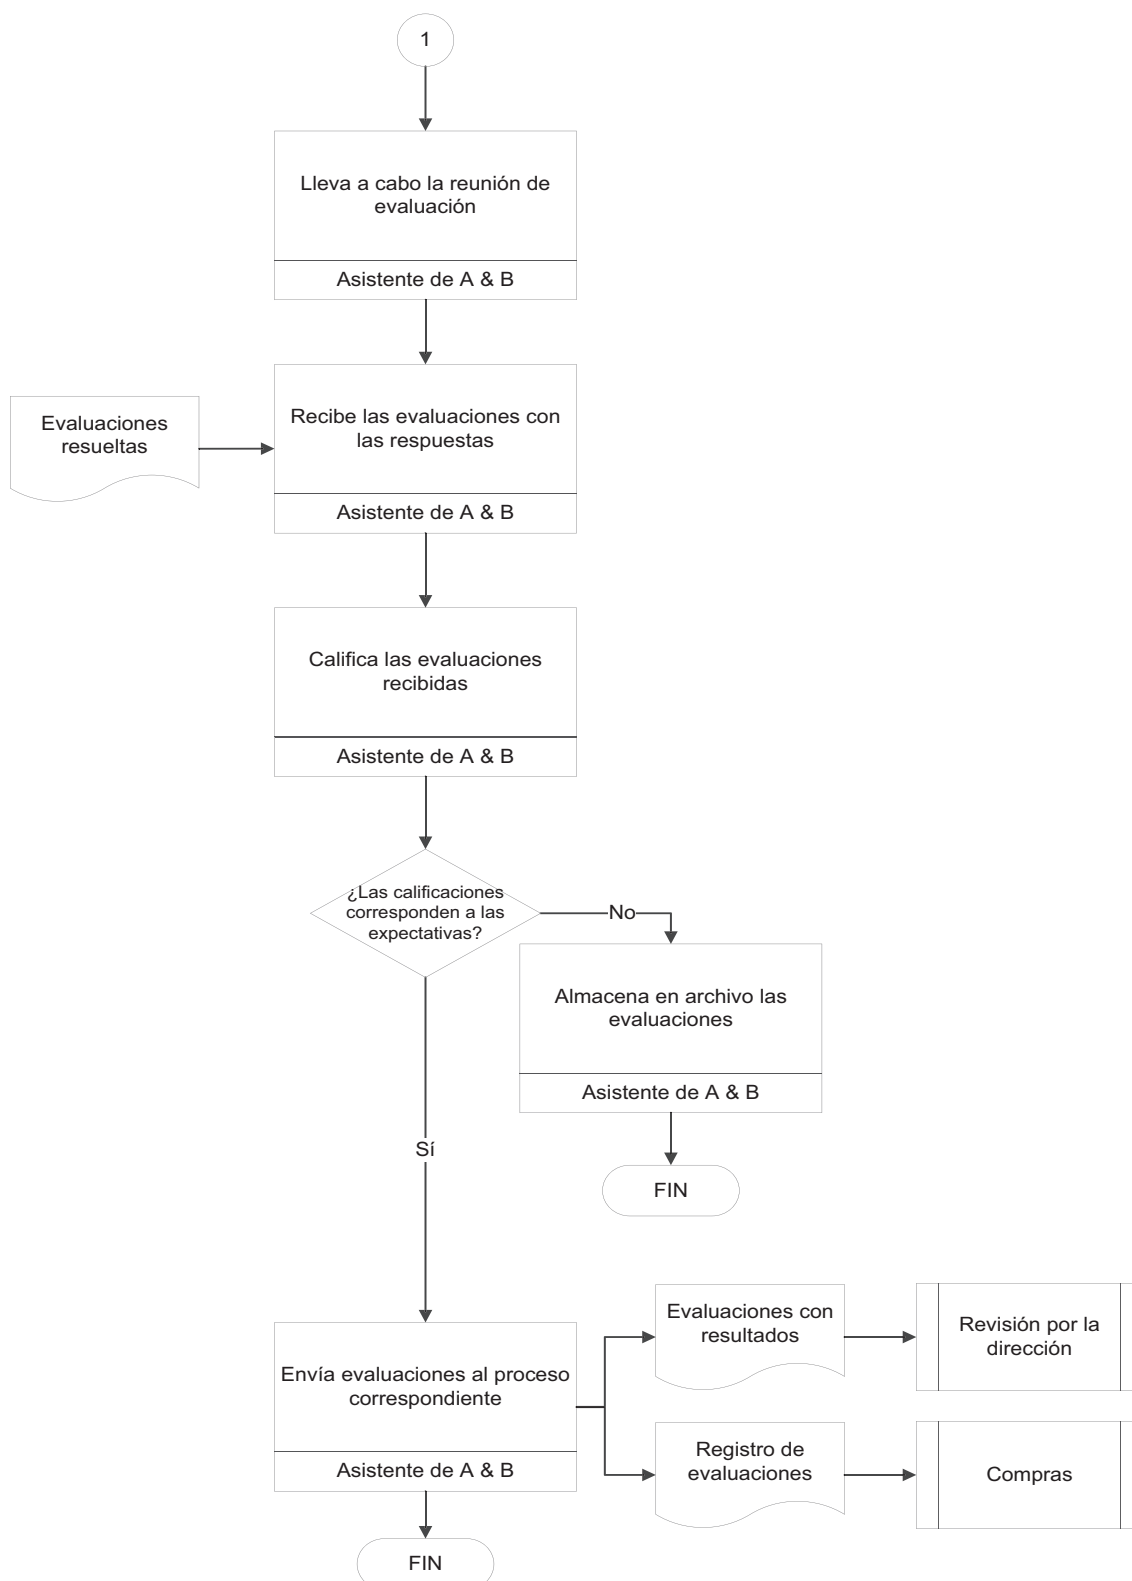 1
Lleva a cabo la reunión de
evaluación
Asistente de A & B
Evaluaciones
resueltas
Recibe las evaluaciones con
las respuestas
Asistente de A & B
Califica las evaluaciones
recibidas
Asistente de A & B
¿Las calificaciones
corresponden a las
expectativas?
No
Almacena en archivo las
evaluaciones
Asistente de A & B
Sí
FIN
Envía evaluaciones al proceso
correspondiente
Asistente de A & B
Evaluaciones con
resultados
Revisión por la
dirección
Registro de
evaluaciones
Compras
FIN